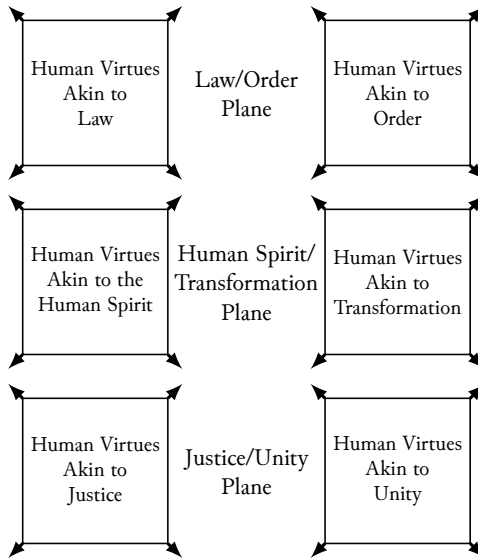 Human Virtues
Akin to
Law
Law/Order
Plane
Human Virtues
Akin to
Order
Human Virtues
Akin to the
Human Spirit
Human Spirit/
Transformation
Plane
Human Virtues
Akin to
Transformation
Human Virtues
Akin to
Justice
Justice/Unity
Plane
Human Virtues
Akin to
Unity